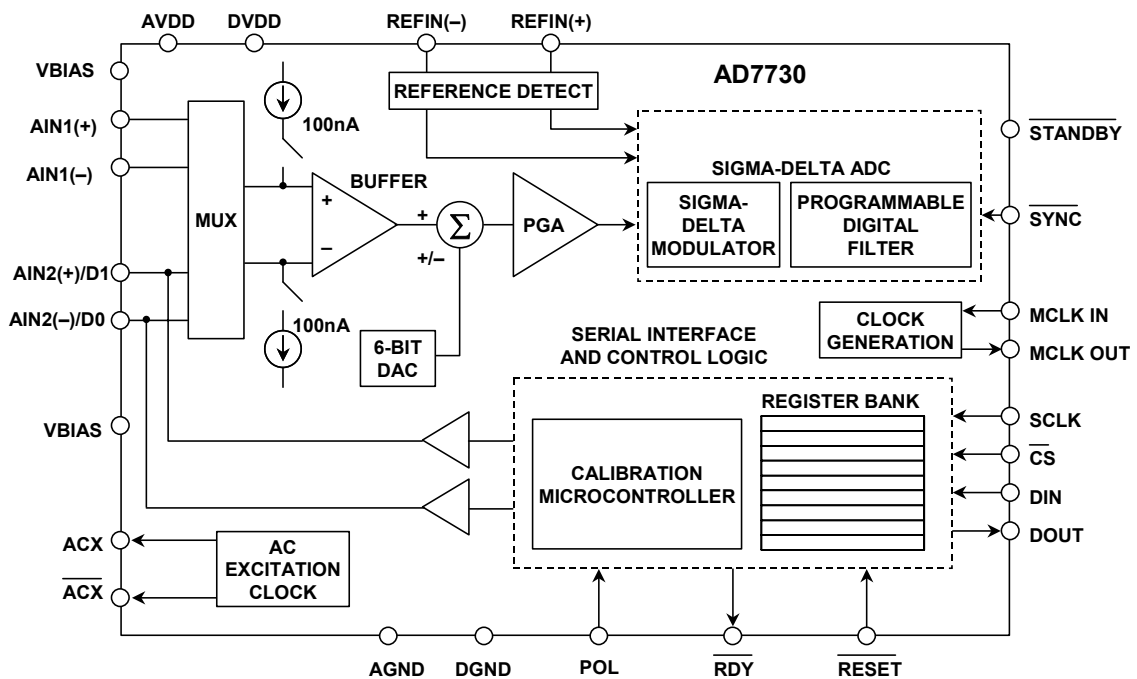 AVDD
DVDD
REFIN(–)
REFIN(+)
AD7730
VBIAS
REFERENCE DETECT
AIN1(+)
100nA
STANDBY
AIN1(–)
SIGMA-DELTA ADC
BUFFER
MUX
+
–
+
+/–
Σ
PGA
SIGMA-
DELTA
MODULATOR
PROGRAMMABLE
DIGITAL
FILTER
SYNC
AIN2(+)/D1
AIN2(–)/D0
100nA
6-BIT
DAC
SERIAL INTERFACE
AND CONTROL LOGIC
CLOCK
GENERATION
MCLK IN
MCLK OUT
REGISTER BANK
VBIAS
SCLK
CS
CALIBRATION
MICROCONTROLLER
DIN
DOUT
ACX
AC
EXCITATION
CLOCK
ACX
AGND
DGND
POL
RDY
RESET